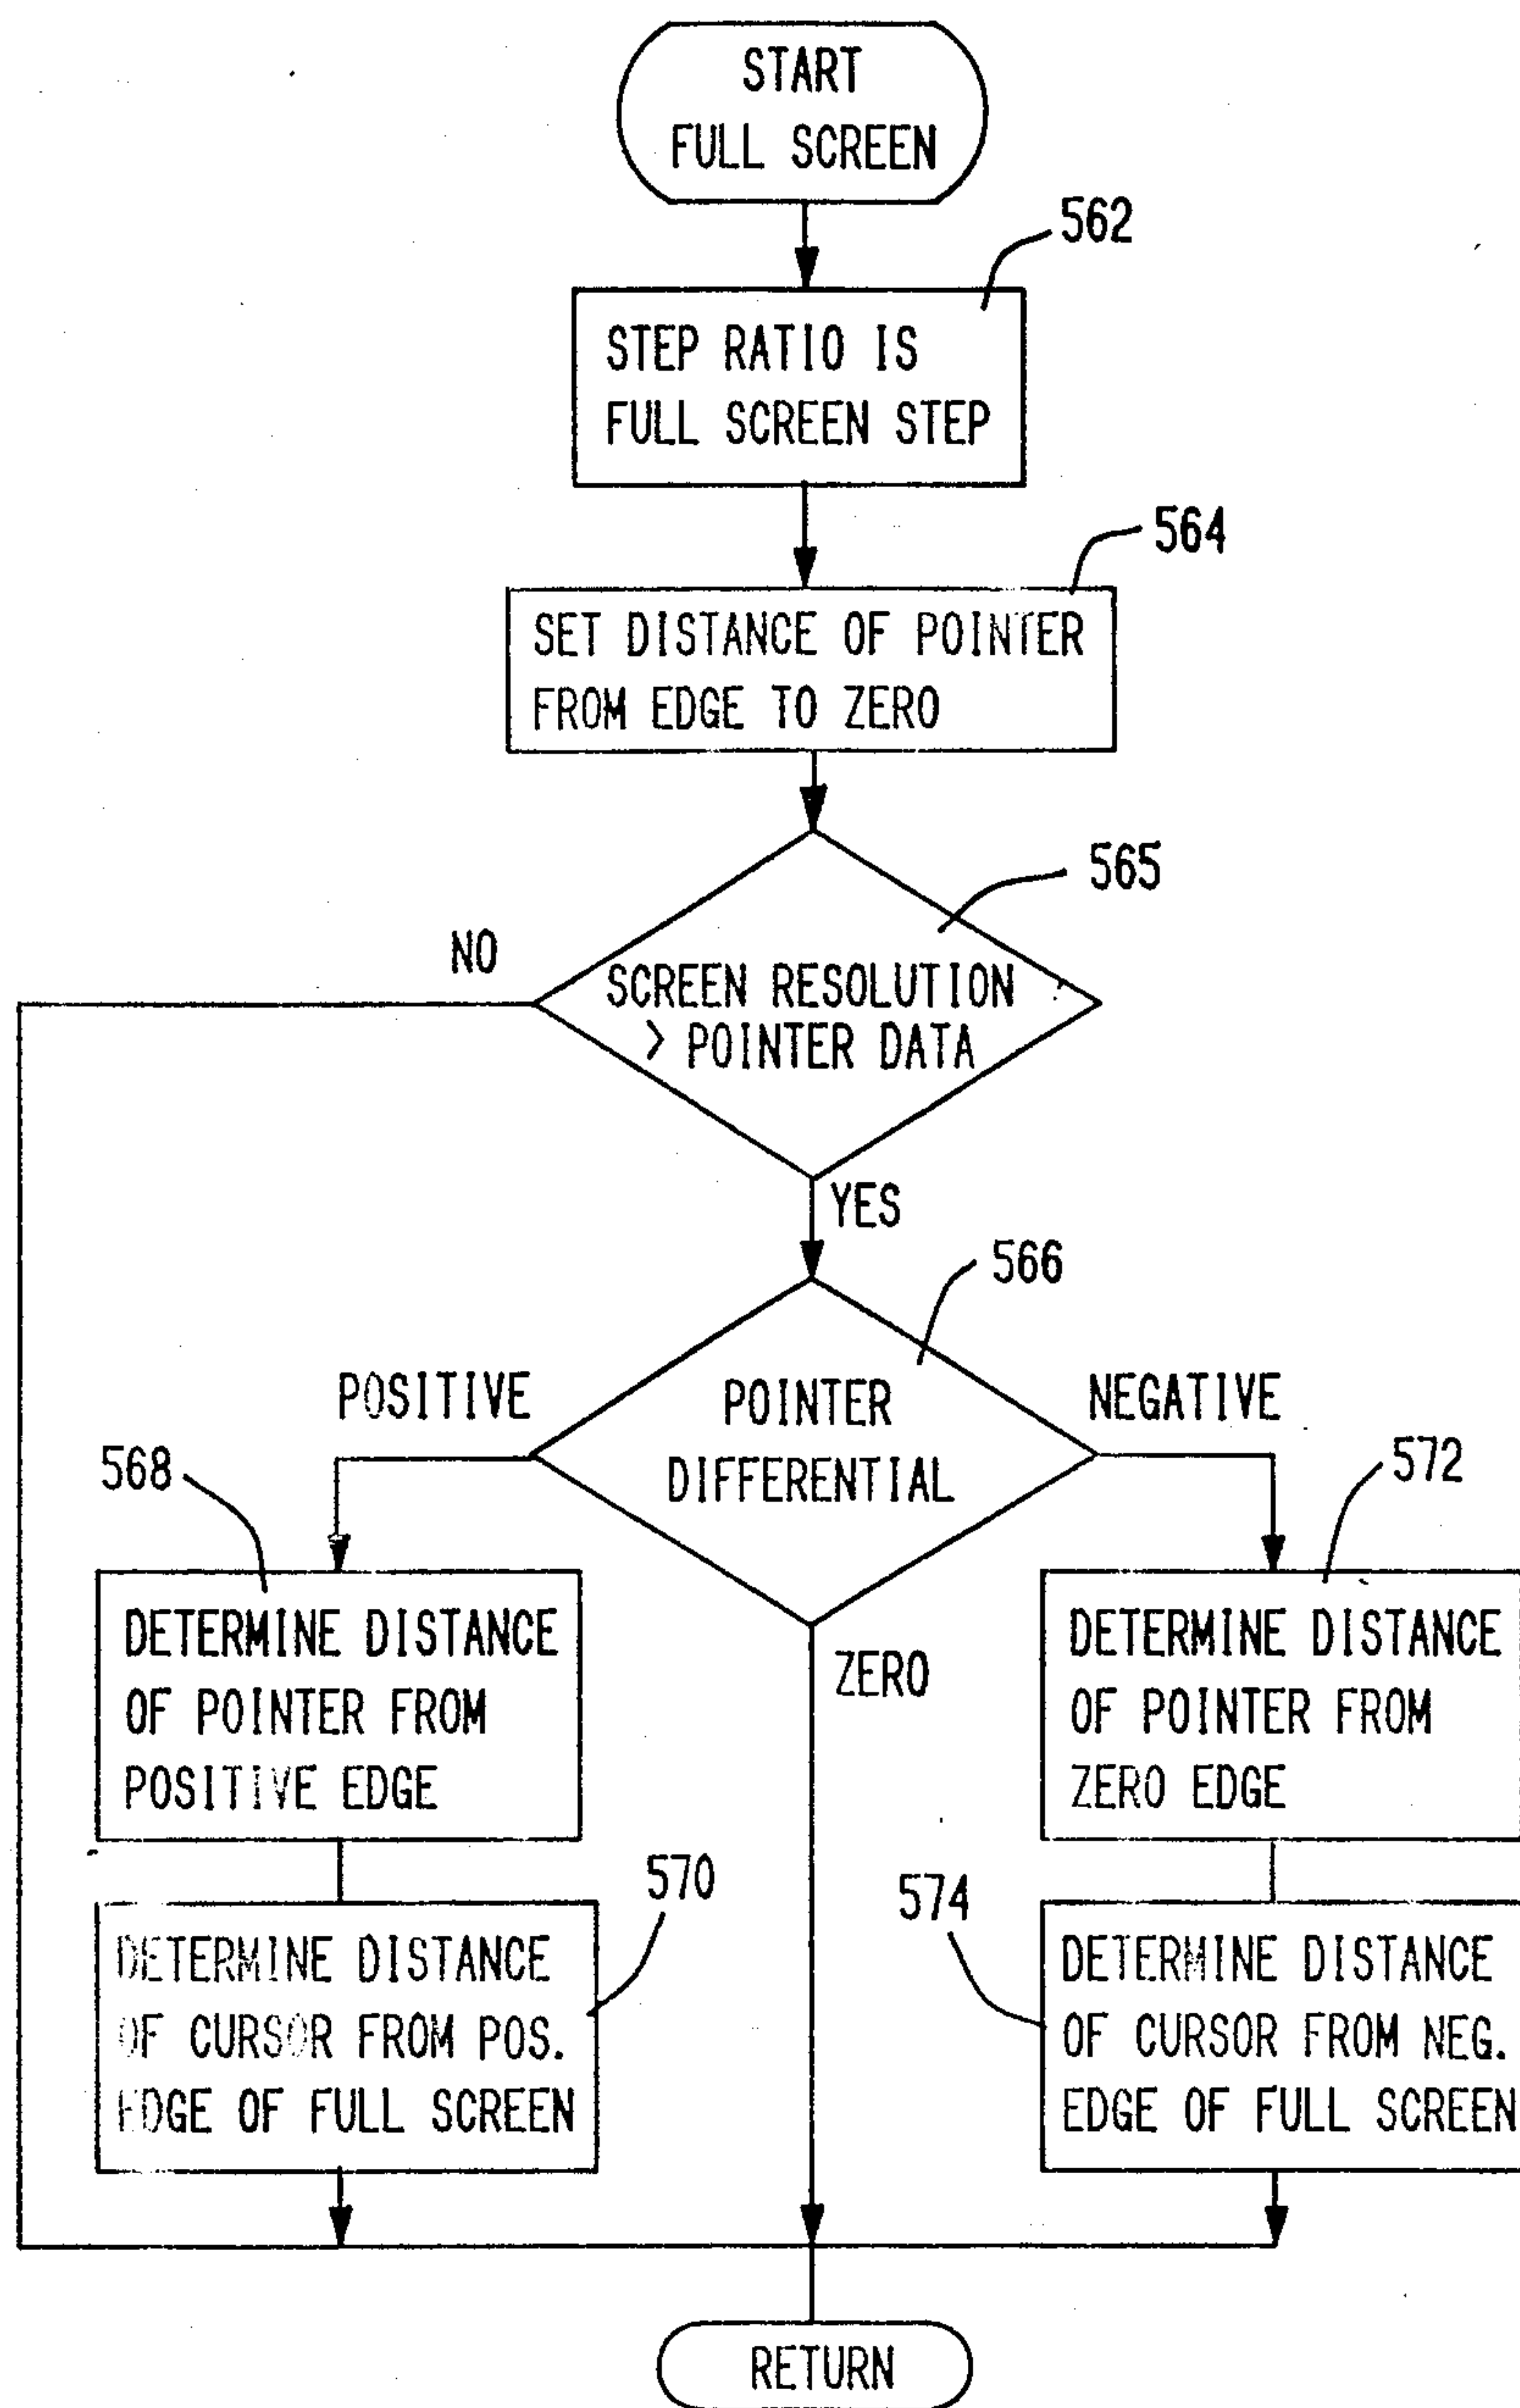 START
FULL SCREEN
562
STEP RATIO IS
FULL SCREEN STEP
564
SET DISTANCE OF POINTER
FROM EDGE TO ZERO
565
NO
SCREEN RESOLUTION
> POINTER DATA
YES
566
POSITIVE
POINTER
DIFFERENTIAL
NEGATIVE
568
572
DETERMINE DISTANCE
OF POINTER FROM
POSITIVE EDGE
ZERO
DETERMINE DISTANCE
OF POINTER FROM
ZERO EDGE
570
574
DETERMINE DISTANCE
OF CURSOR FROM POS.
EDGE OF FULL SCREEN
DETERMINE DISTANCE
OF CURSOR FROM NEG.
EDGE OF FULL SCREEN
RETURN